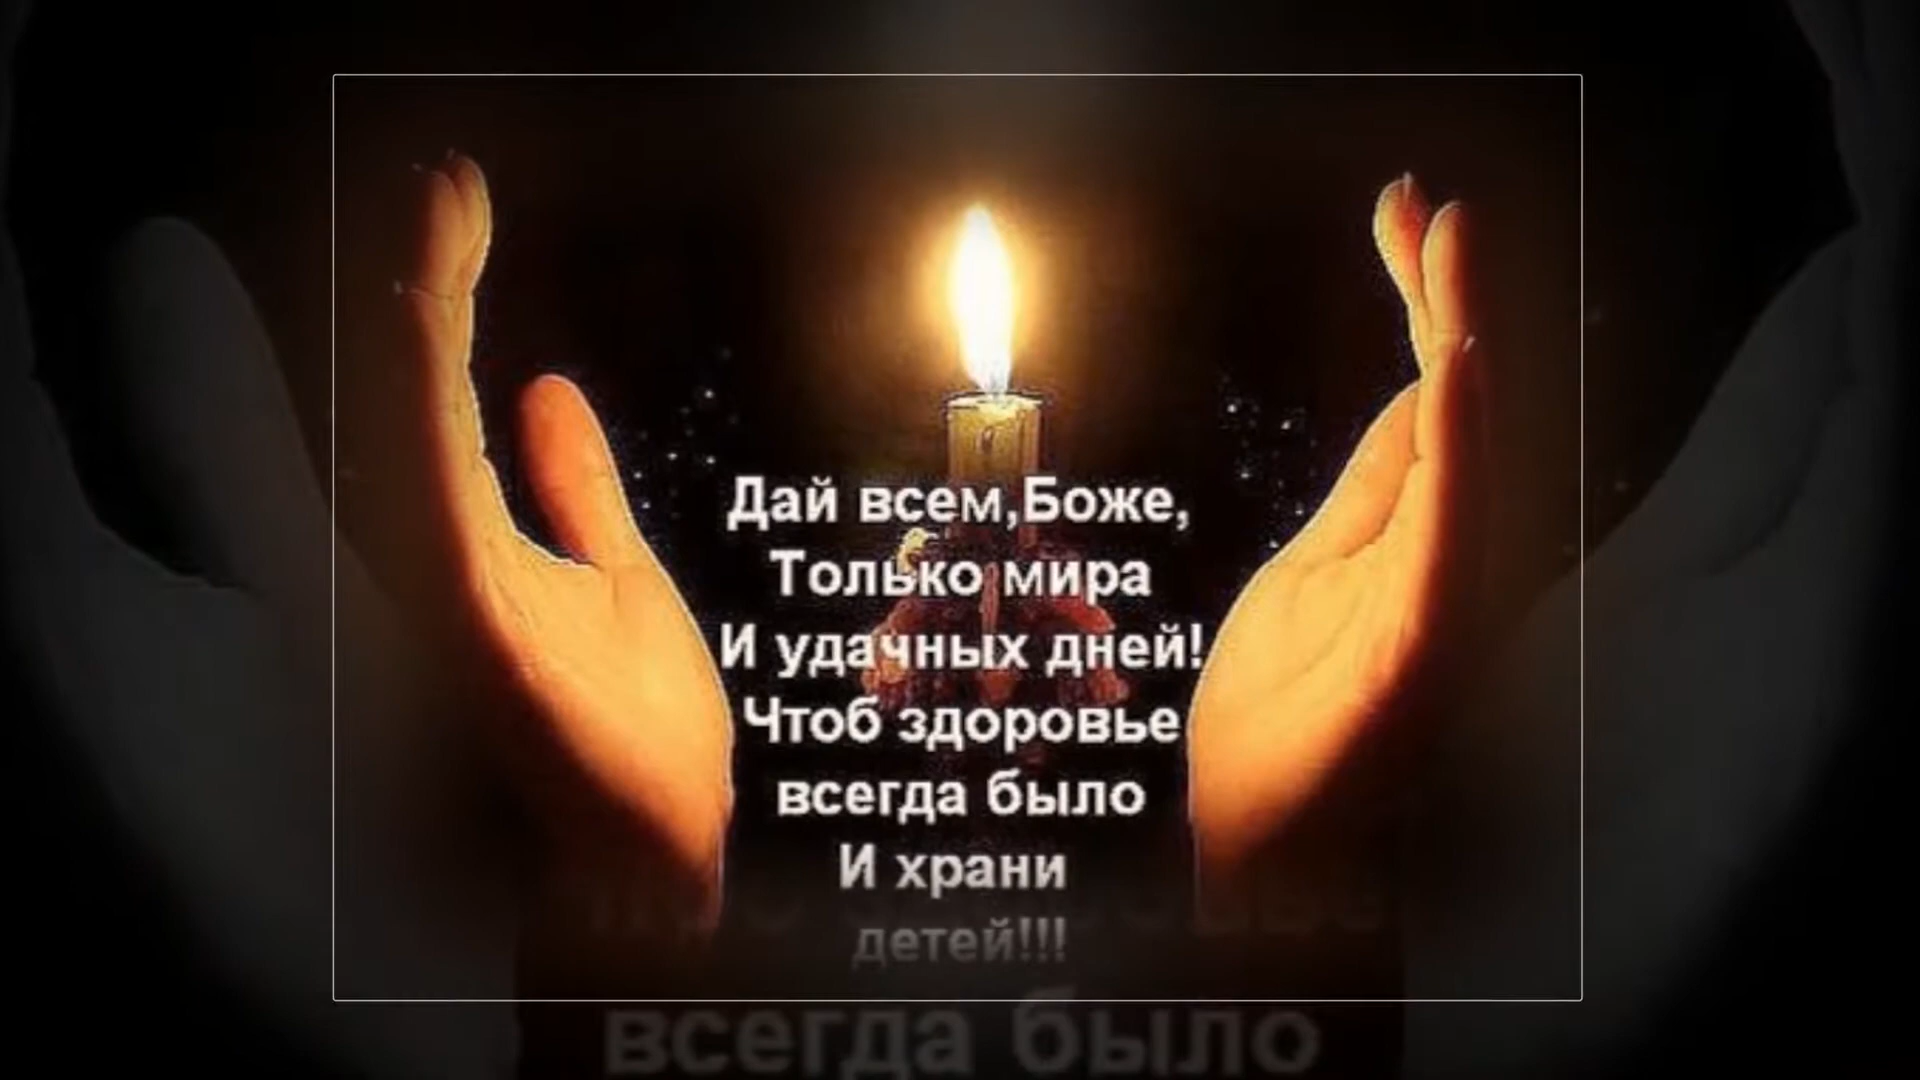 Дай всем,Боже,
Только мира
И удачных дней!
Чтоб здоровье
всегда было
И храни
детей!!!
всегда было